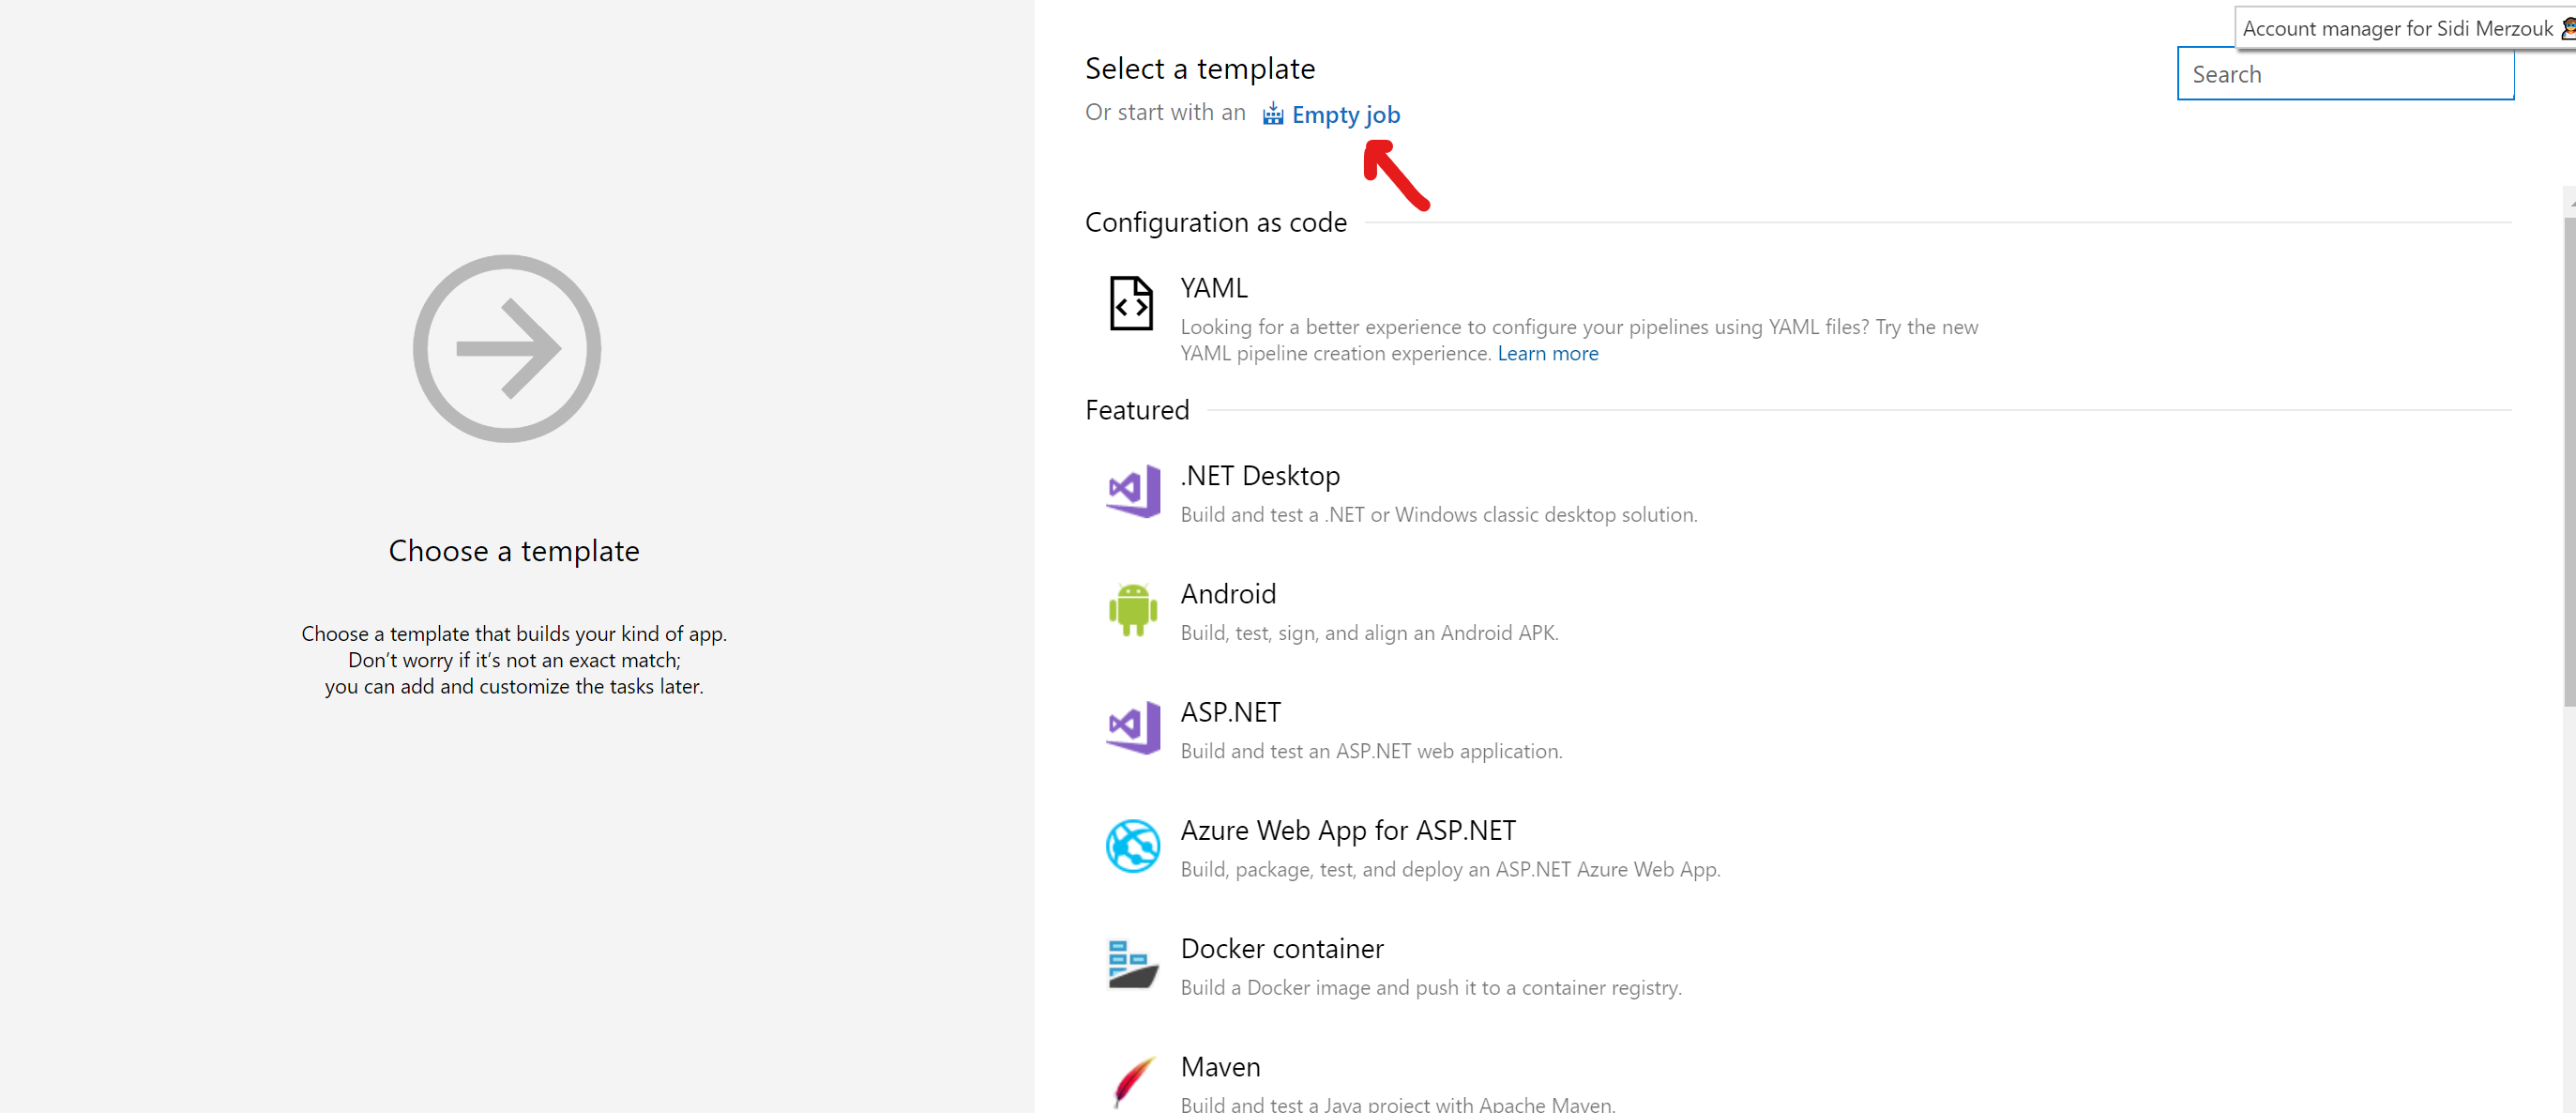 Account manager for Sidi Merzouk
Select a template
Search
Or start with an Empty job
Configuration as code
YAML
Looking for a better experience to configure your pipelines using YAML files? Try the new
YAML pipeline creation experience. Learn more
Featured
.NET Desktop
Build and test a .NET or Windows classic desktop solution.
Choose a template
Android
Choose a template that builds your kind of app.
Don’t worry if it’s not an exact match;
you can add and customize the tasks later.
Build, test, sign, and align an Android APK.
ASP.NET
Build and test an ASP.NET web application.
Azure Web App for ASP.NET
Build, package, test, and deploy an ASP.NET Azure Web App.
Docker container
Build a Docker image and push it to a container registry.
Maven
Build and test a Java project with Apache Maven.